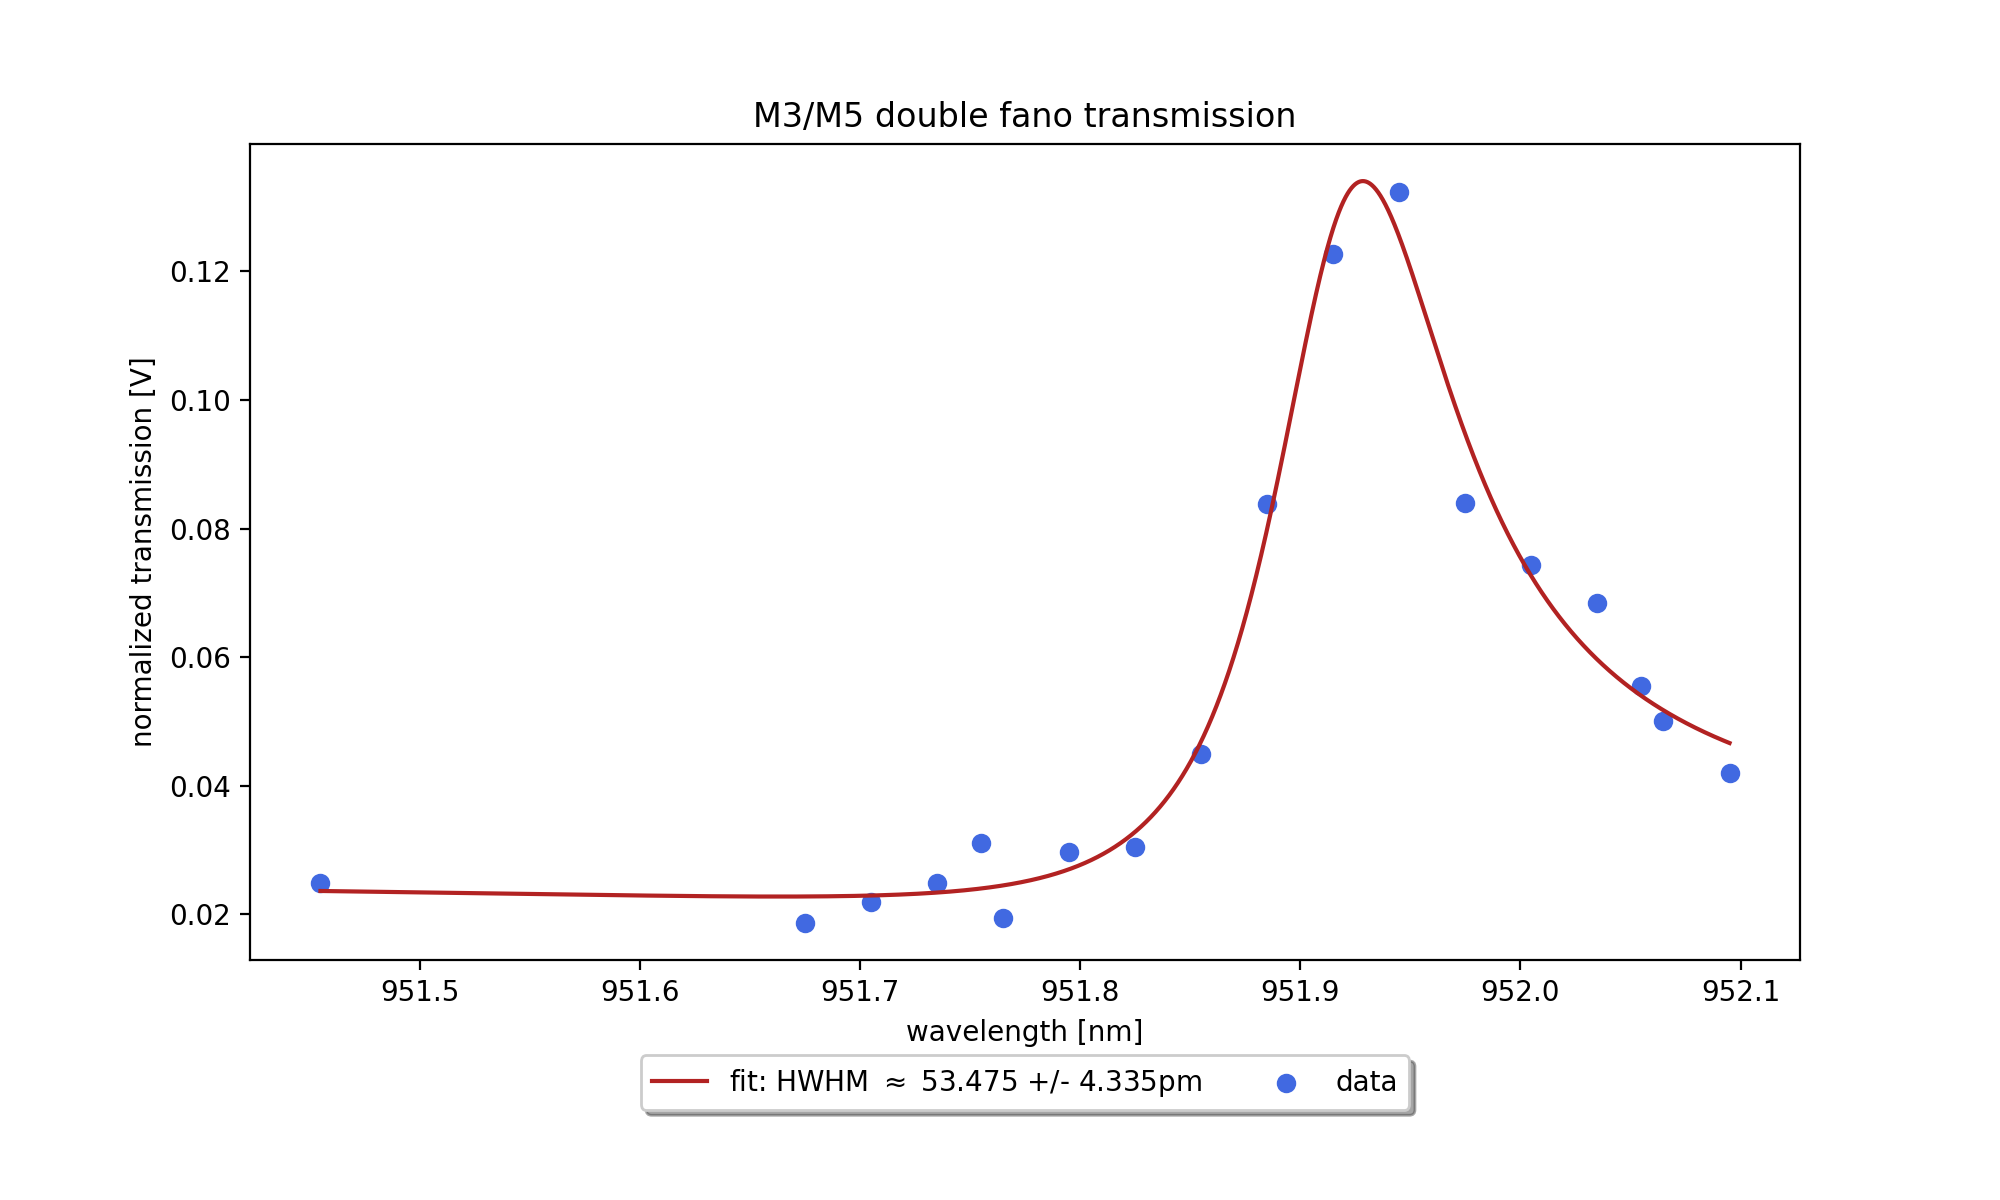 M3/M5 double fano transmission
normalized transmission [V]
0.12
0.10
0.08
0.06
0.04
0.02
951.5 951.6 951.7 951.8 951.9 952.0 952.1
wavelength [nm]
fit: HWHM ≈ 53.475 +/- 4.335pm data